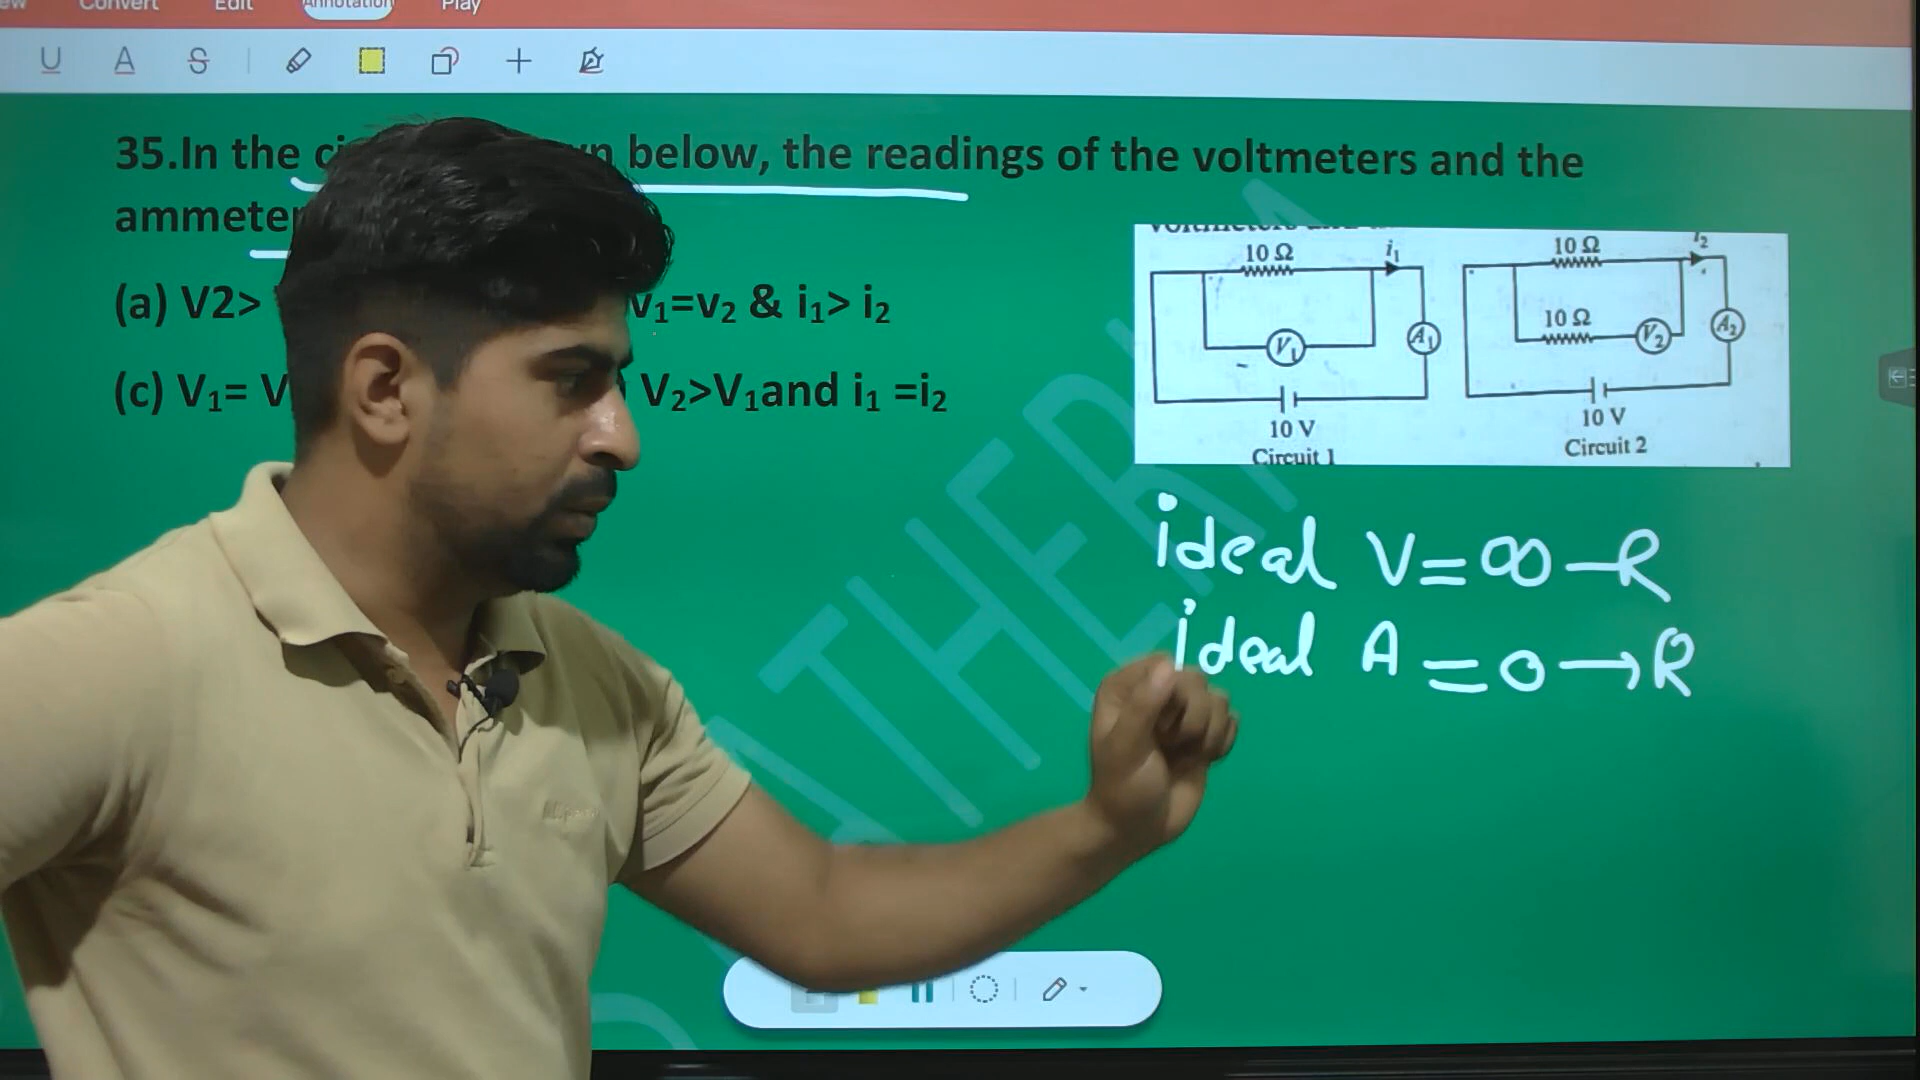 Convert Edit Annotation Play
U A S
35.In the below, the readings of the voltmeters and the
ammeter
(a) V2> v₁=v₂ & i₁> i₂
(c) V₁= V V₂>V₁and i₁ =i₂
10 Ω i₁
V₁ A₁
10 V
Circuit 1
10 Ω i₂
10 Ω V₂ A₂
10 V
Circuit 2
ideal V=∞–R
ideal A=0→R